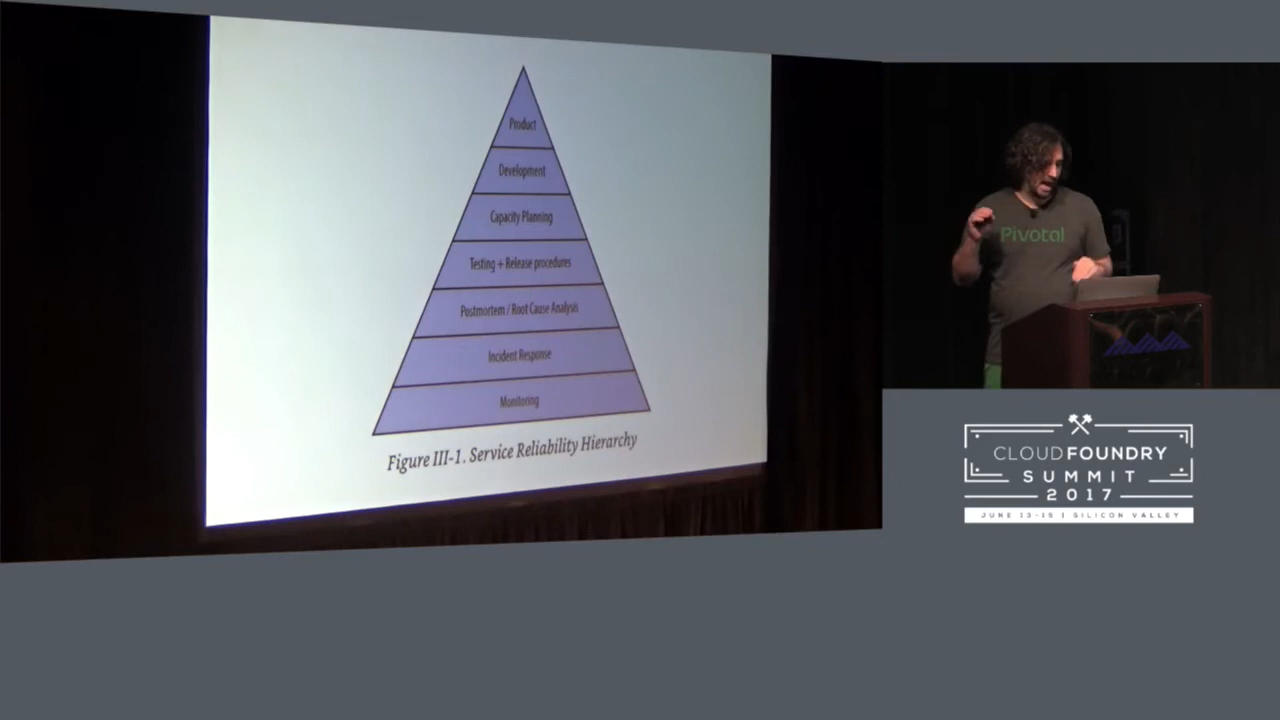 Product
Development
Capacity Planning
Testing + Release procedures
Postmortem / Root Cause Analysis
Incident Response
Monitoring
Figure III-1. Service Reliability Hierarchy
Pivotal
CLOUD FOUNDRY
SUMMIT
2017
JUNE 13-15 | SILICON VALLEY